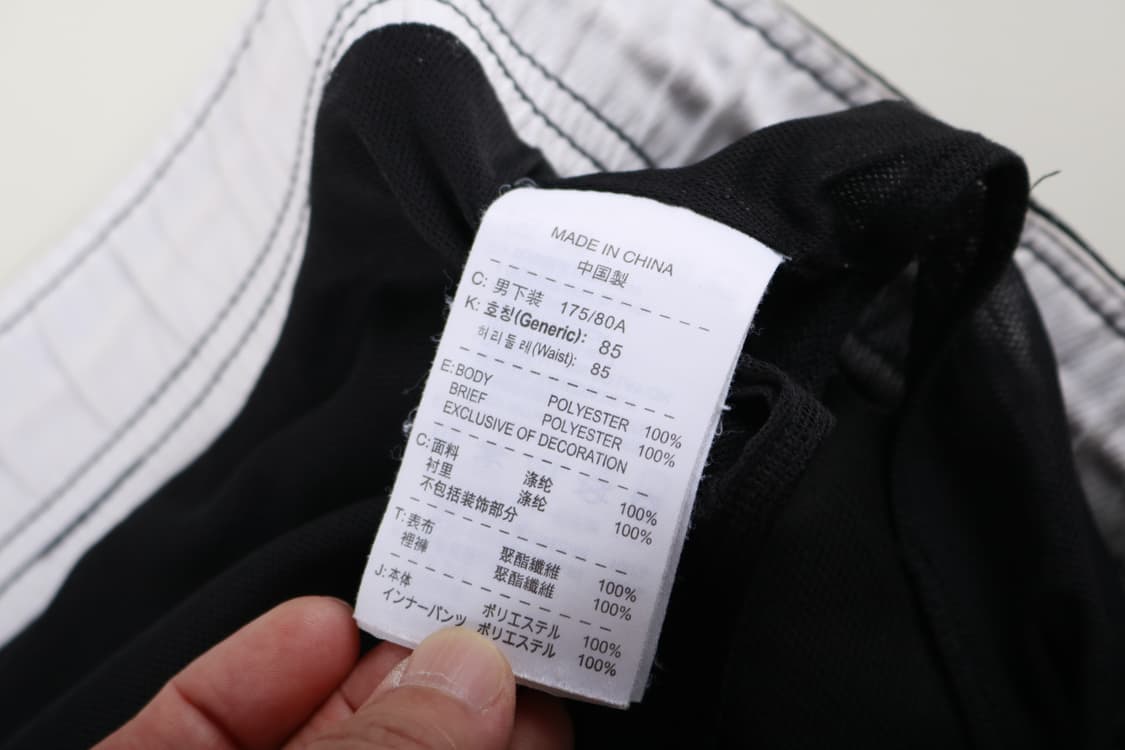 MADE IN CHINA
中国製
C: 男下装 175/80A
K: 호칭(Generic): 85
허리둘레(Waist): 85
E: BODY POLYESTER 100%
BRIEF POLYESTER 100%
EXCLUSIVE OF DECORATION
C: 面料 涤纶 100%
衬里 涤纶 100%
不包括装饰部分
T: 表布 聚酯纖維 100%
裡褲 聚酯纖維 100%
J: 本体 ポリエステル 100%
インナーパンツ ポリエステル 100%